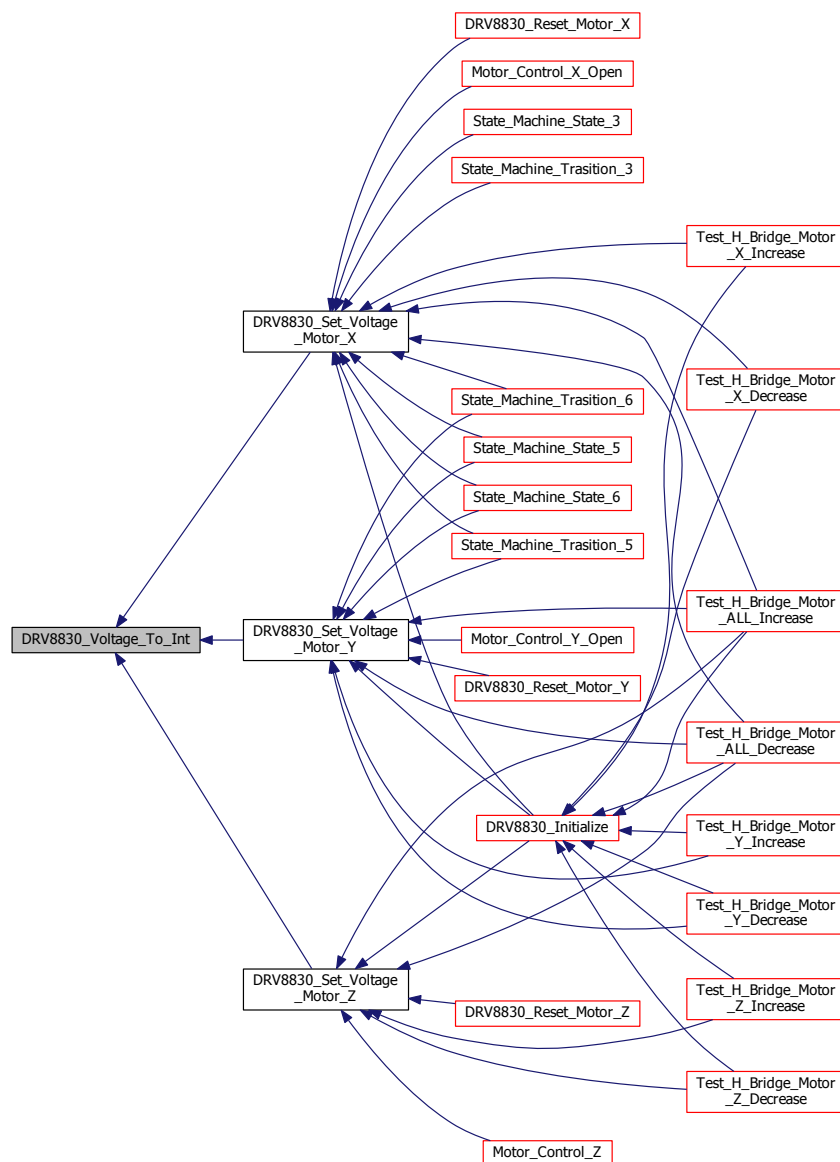 DRV8830_Reset_Motor_X
Motor_Control_X_Open
State_Machine_State_3
State_Machine_Trasition_3
Test_H_Bridge_Motor
_X_Increase
DRV8830_Set_Voltage
_Motor_X
Test_H_Bridge_Motor
_X_Decrease
State_Machine_Trasition_6
State_Machine_State_5
State_Machine_State_6
State_Machine_Trasition_5
Test_H_Bridge_Motor
_ALL_Increase
DRV8830_Voltage_To_Int
DRV8830_Set_Voltage
_Motor_Y
Motor_Control_Y_Open
DRV8830_Reset_Motor_Y
Test_H_Bridge_Motor
_ALL_Decrease
DRV8830_Initialize
Test_H_Bridge_Motor
_Y_Increase
Test_H_Bridge_Motor
_Y_Decrease
DRV8830_Set_Voltage
_Motor_Z
Test_H_Bridge_Motor
_Z_Increase
DRV8830_Reset_Motor_Z
Test_H_Bridge_Motor
_Z_Decrease
Motor_Control_Z